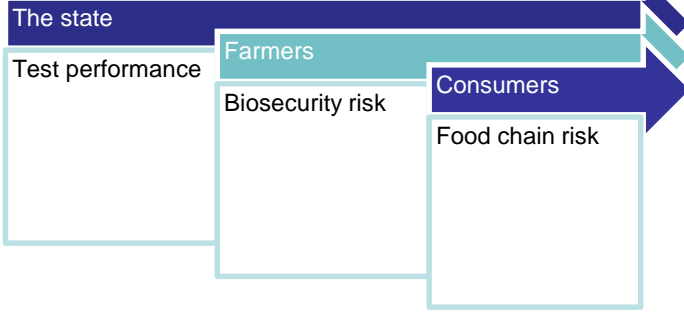 The state
Test performance
Farmers
Biosecurity risk
Consumers
Food chain risk